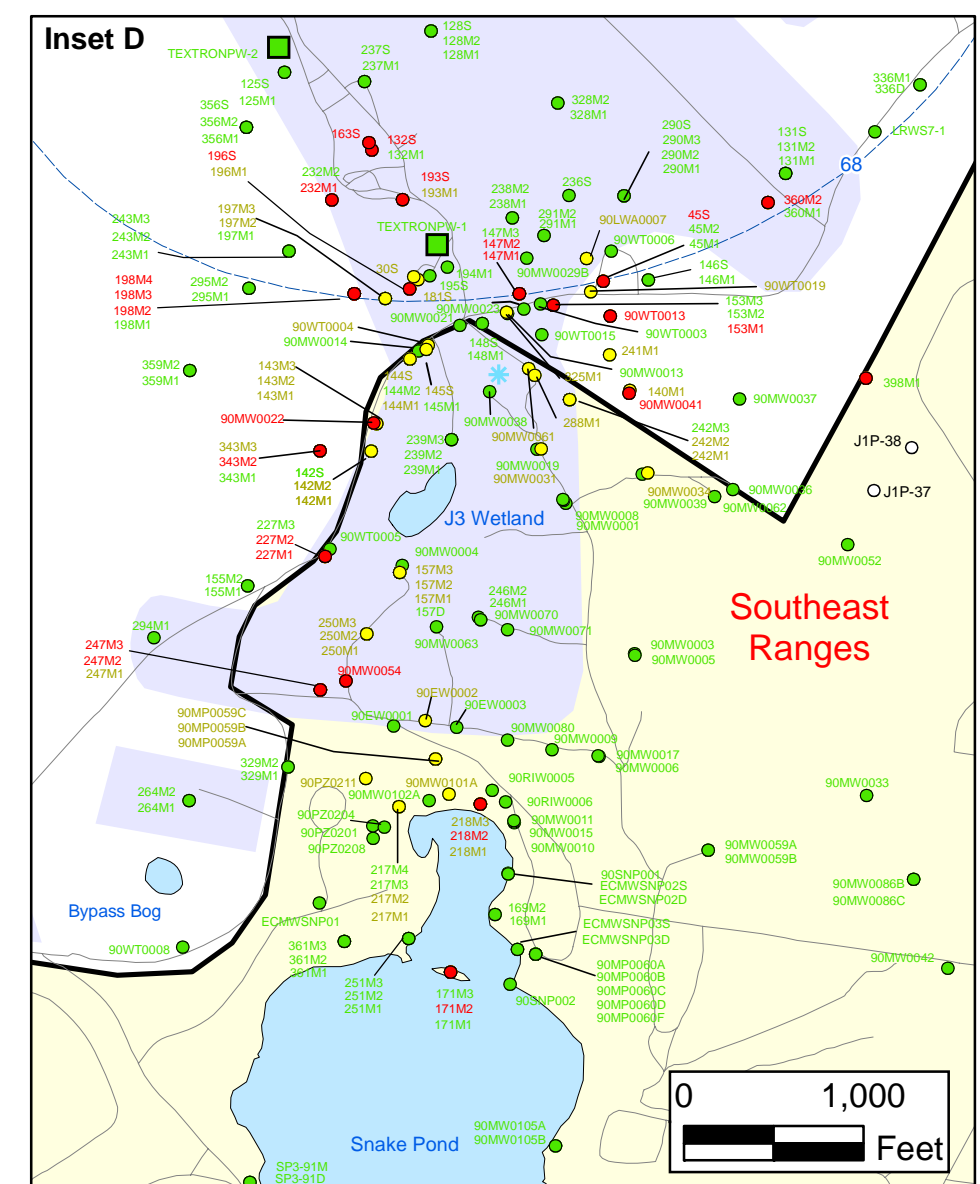 Inset D
TEXTRONPW-2
128S
128M2
128M1
237S
237M1
125S
125M1
336M1
336D
356S
356M2
356M1
328M2
328M1
290S
290M3
290M2
290M1
LRWS7-1
131S
131M2
131M1
68
163S
132S
132M1
196S
196M1
232M2
232M1
193S
193M1
238M2
238M1
236S
360M2
360M1
197M3
197M2
197M1
243M3
243M2
243M1
TEXTRONPW-1
291M2
291M1
90LWA0007
45S
45M2
45M1
147M3
147M2
147M1
90WT0006
198M4
198M3
198M2
198M1
295M2
295M1
30S
194M1
195S
181S
90MW0029B
146S
146M1
90WT0019
153M3
153M2
153M1
90WT0004
90MW0014
90MW0021
90MW0023
90WT0013
90WT0003
90WT0015
148S
148M1
241M1
90MW0013
359M2
359M1
143M3
143M2
143M1
144S
144M2
144M1
145S
145M1
225M1
140M1
90MW0041
398M1
90MW0022
90MW0038
288M1
90MW0037
343M3
343M2
343M1
239M3
239M2
239M1
90MW0061
242M3
242M2
242M1
J1P-38
142S
142M2
142M1
90MW0019
90MW0031
90MW0034
90MW0039
90MW0036
90MW0062
J1P-37
J3 Wetland
90MW0008
90MW0001
227M3
227M2
227M1
90WT0005
90MW0004
90MW0052
155M2
155M1
157M3
157M2
157M1
157D
246M2
246M1
90MW0070
Southeast
Ranges
294M1
250M3
250M2
250M1
90MW0063
90MW0071
90MW0003
90MW0005
247M3
247M2
247M1
90MW0054
90EW0002
90MP0059C
90MP0059B
90MP0059A
90EW0001
90EW0003
90MW0080
90MW0009
90MW0017
90MW0006
329M2
329M1
90PZ0211
90MW0101A
90RIW0005
264M2
264M1
90MW0102A
90RIW0006
90MW0033
90PZ0204
90PZ0201
90PZ0208
218M3
218M2
218M1
90MW0011
90MW0015
90MW0010
90MW0059A
90MW0059B
217M4
217M3
217M2
217M1
90SNP001
ECMWSNP02S
ECMWSNP02D
90MW0086B
90MW0086C
Bypass Bog
ECMWSNP01
169M2
169M1
ECMWSNP03S
ECMWSNP03D
90WT0008
361M3
361M2
361M1
90MP0060A
90MP0060B
90MP0060C
90MP0060D
90MP0060F
90MW0042
251M3
251M2
251M1
171M3
171M2
171M1
90SNP002
0 1,000
Feet
90MW0105A
90MW0105B
Snake Pond
SP3-91M
SP3-91D